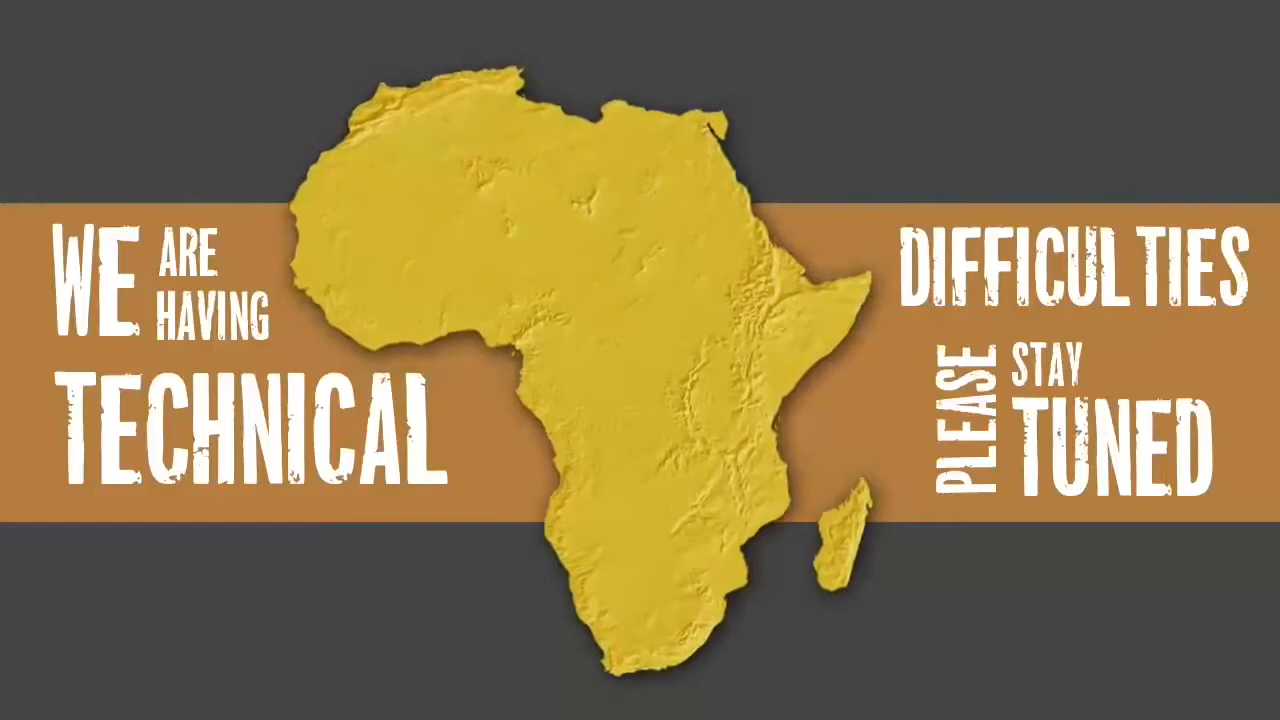 WE ARE
HAVING
TECHNICAL
DIFFICULTIES
PLEASE STAY
TUNED